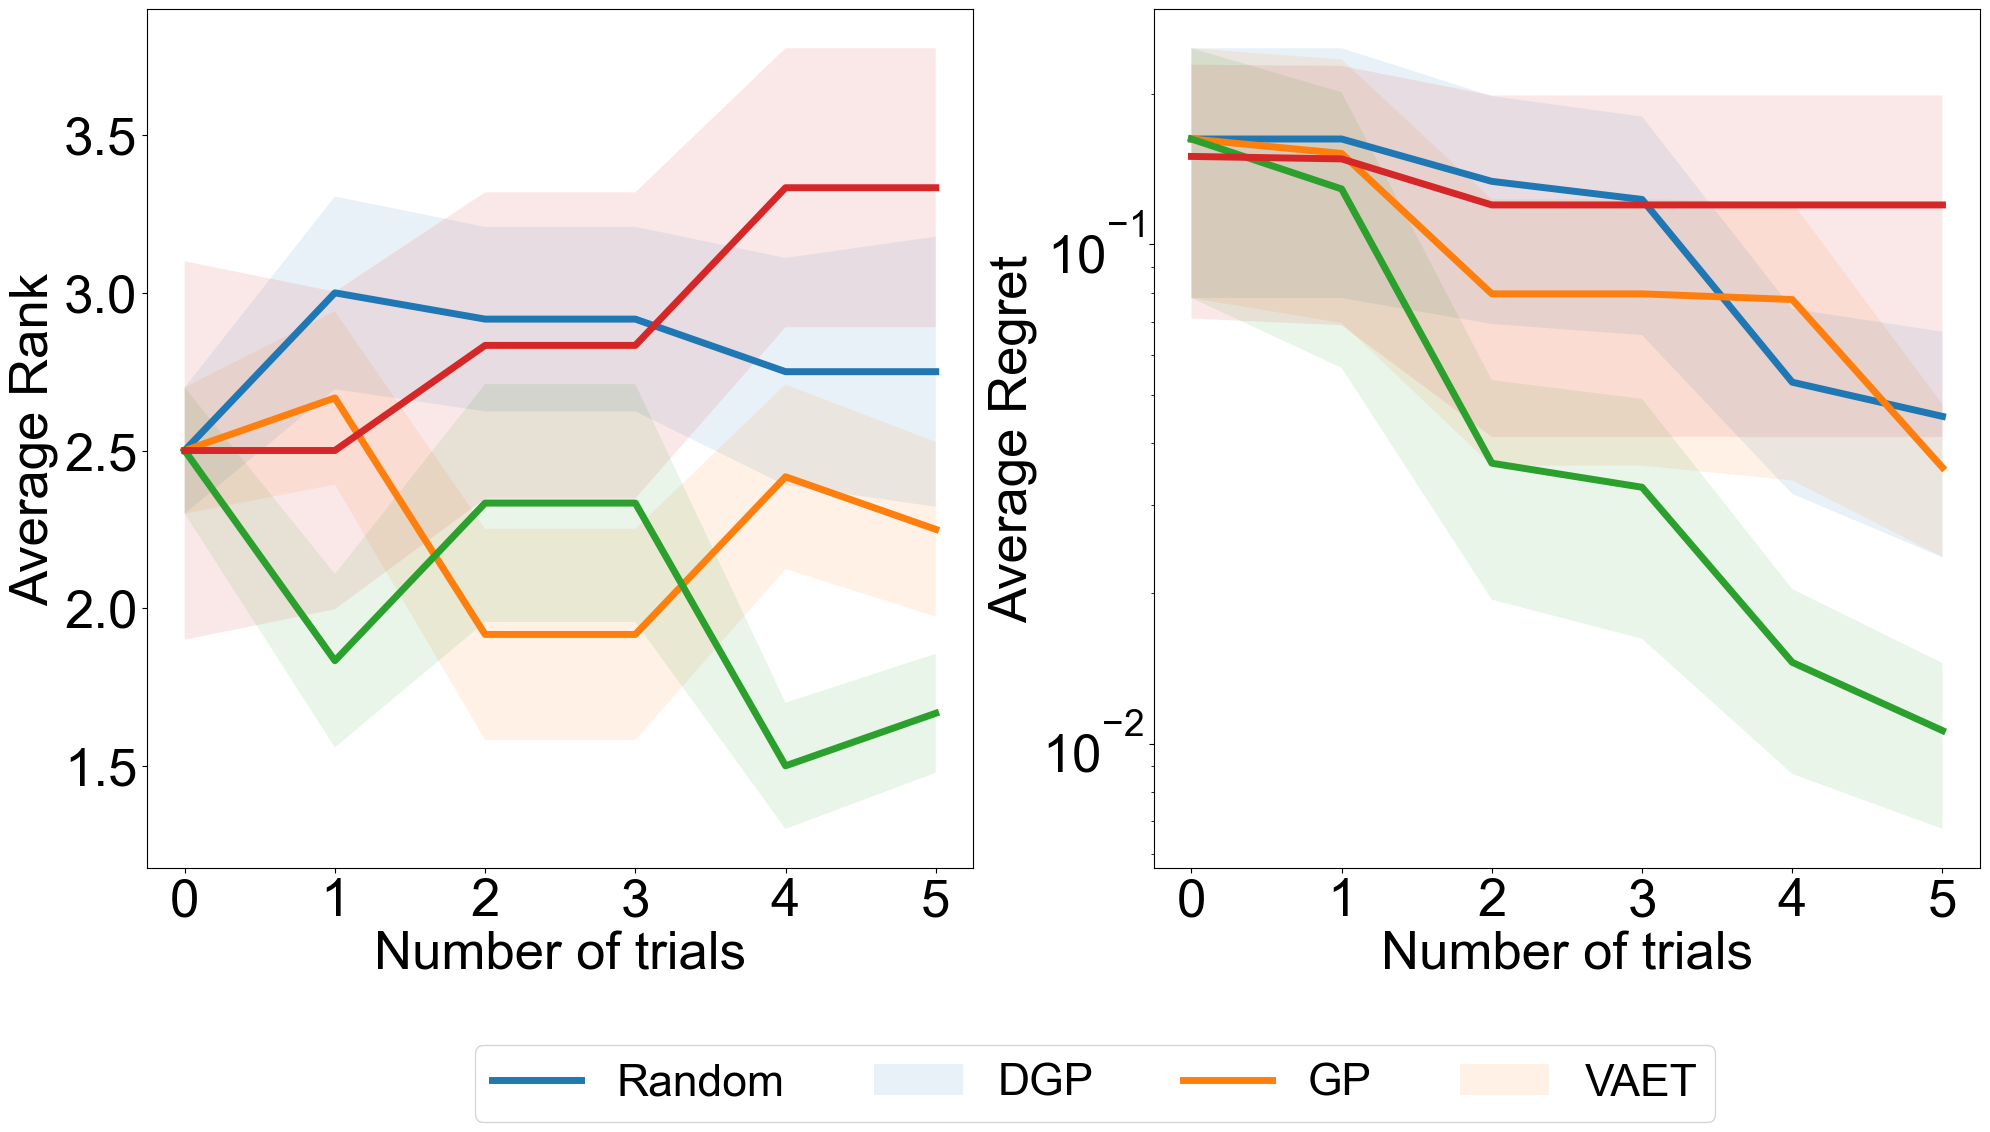 3.5
3.0
2.5
2.0
1.5
Average Rank
0 1 2 3 4 5
Number of trials
10⁻¹
10⁻²
Average Regret
0 1 2 3 4 5
Number of trials
Random DGP GP VAET